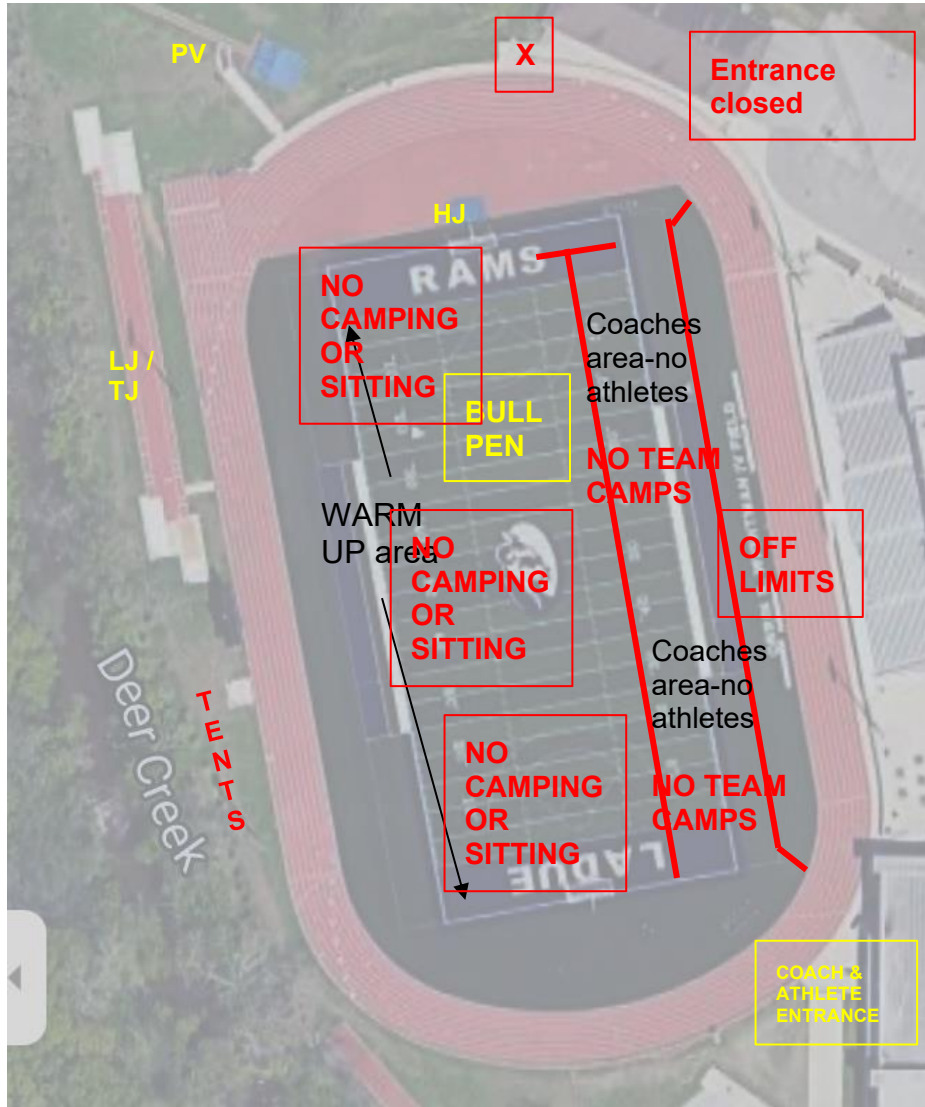 PV
X
Entrance
closed
HJ
RAMS
NO
CAMPING
OR
SITTING
Coaches
area-no
athletes
LJ /
TJ
BULL
PEN
NO TEAM
CAMPS
WARM
UP area
NO
CAMPING
OR
SITTING
OFF
LIMITS
Coaches
area-no
athletes
Deer Creek
TENTS
NO
CAMPING
OR
SITTING
NO TEAM
CAMPS
LADUE
COACH &
ATHLETE
ENTRANCE